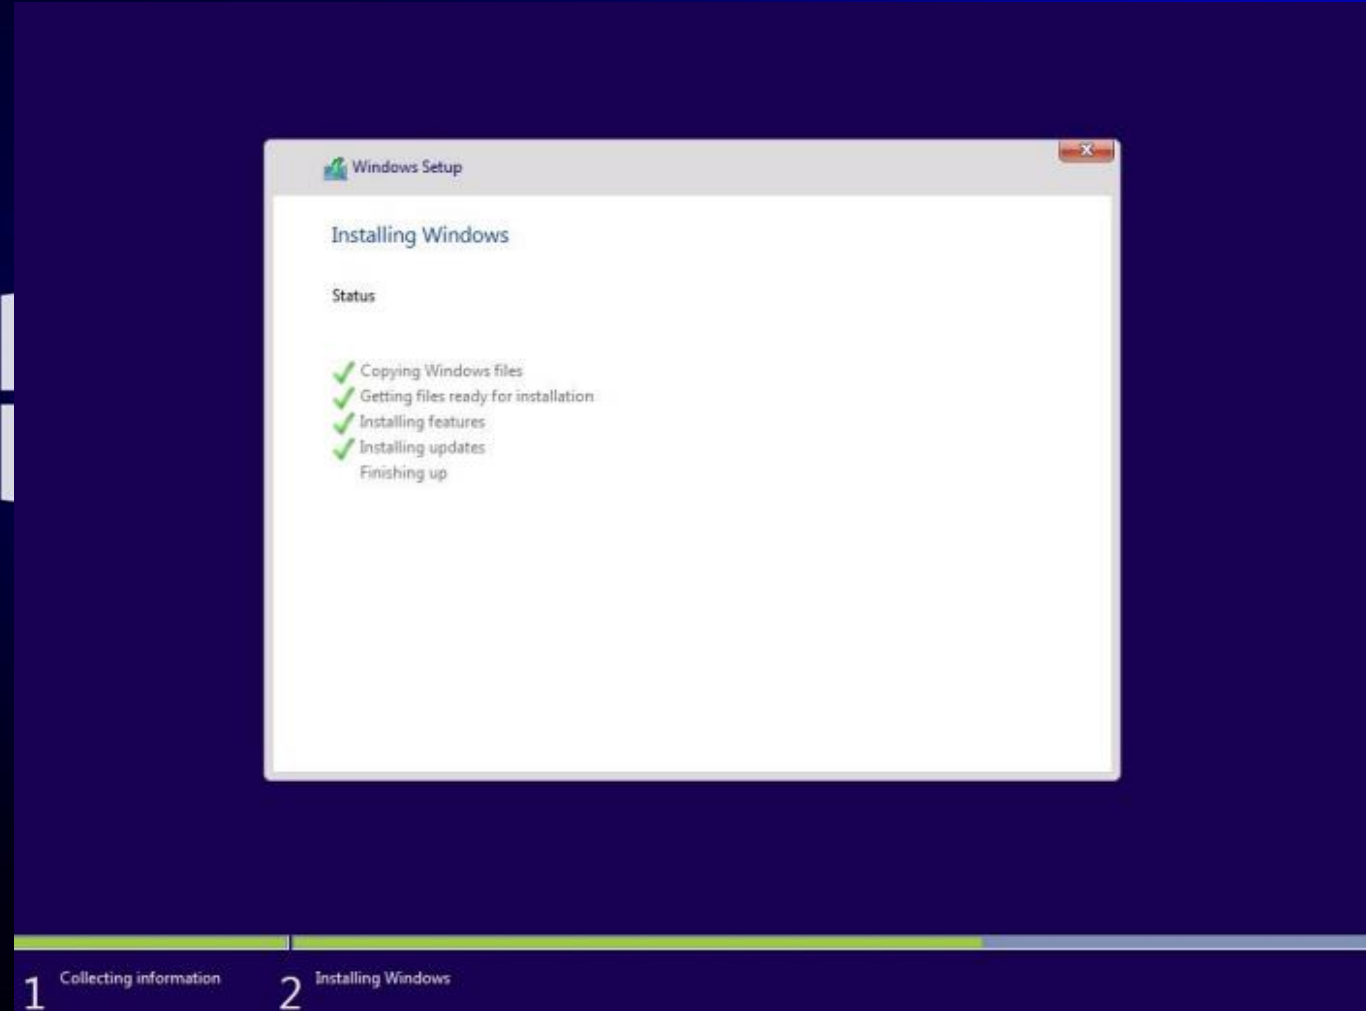 Windows Setup
Installing Windows
Status
Copying Windows files
Getting files ready for installation
Installing features
Installing updates
Finishing up
1 Collecting information
2 Installing Windows